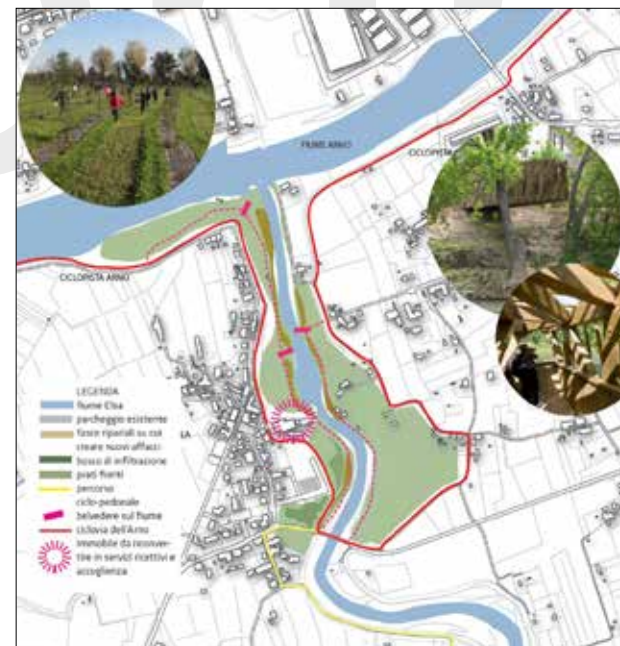 FIUME ARNO
CICLOPISTA
CICLOPISTA ARNO
LEGENDA
fiume Elsa
parcheggio esistente
fasce ripariali su cui
creare nuovi affacci
bosco di infiltrazione
prati fioriti
percorso
ciclo-pedonale
belvedere sul fiume
ciclovia dell'Arno
immobile da riconver-
tire in servizi ricettivi e
accoglienza